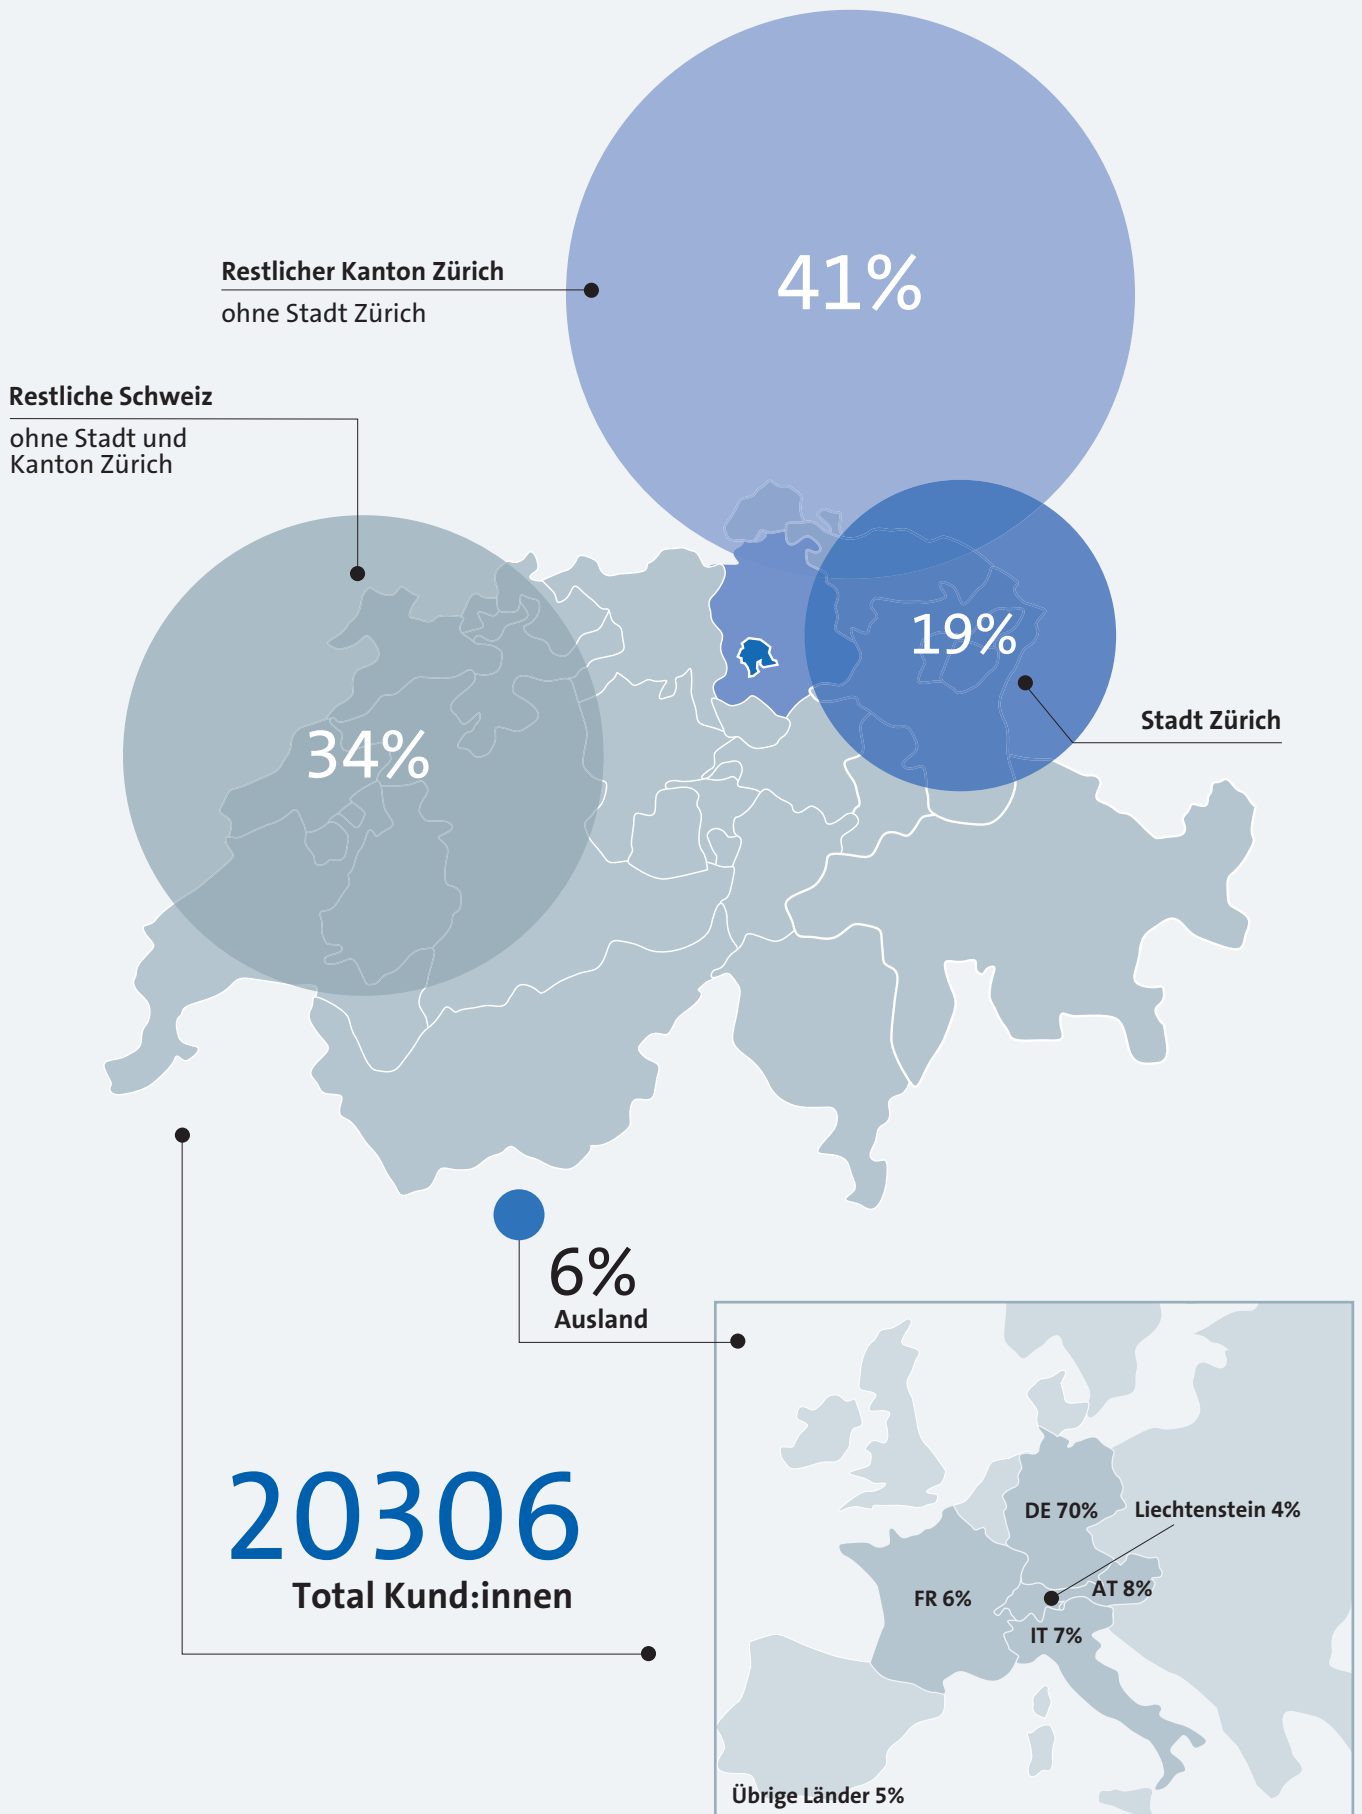 41%
Restlicher Kanton Zürich
ohne Stadt Zürich
Restliche Schweiz
ohne Stadt und
Kanton Zürich
19%
Stadt Zürich
34%
6%
Ausland
20306
Total Kund:innen
DE 70%
Liechtenstein 4%
AT 8%
FR 6%
IT 7%
Übrige Länder 5%